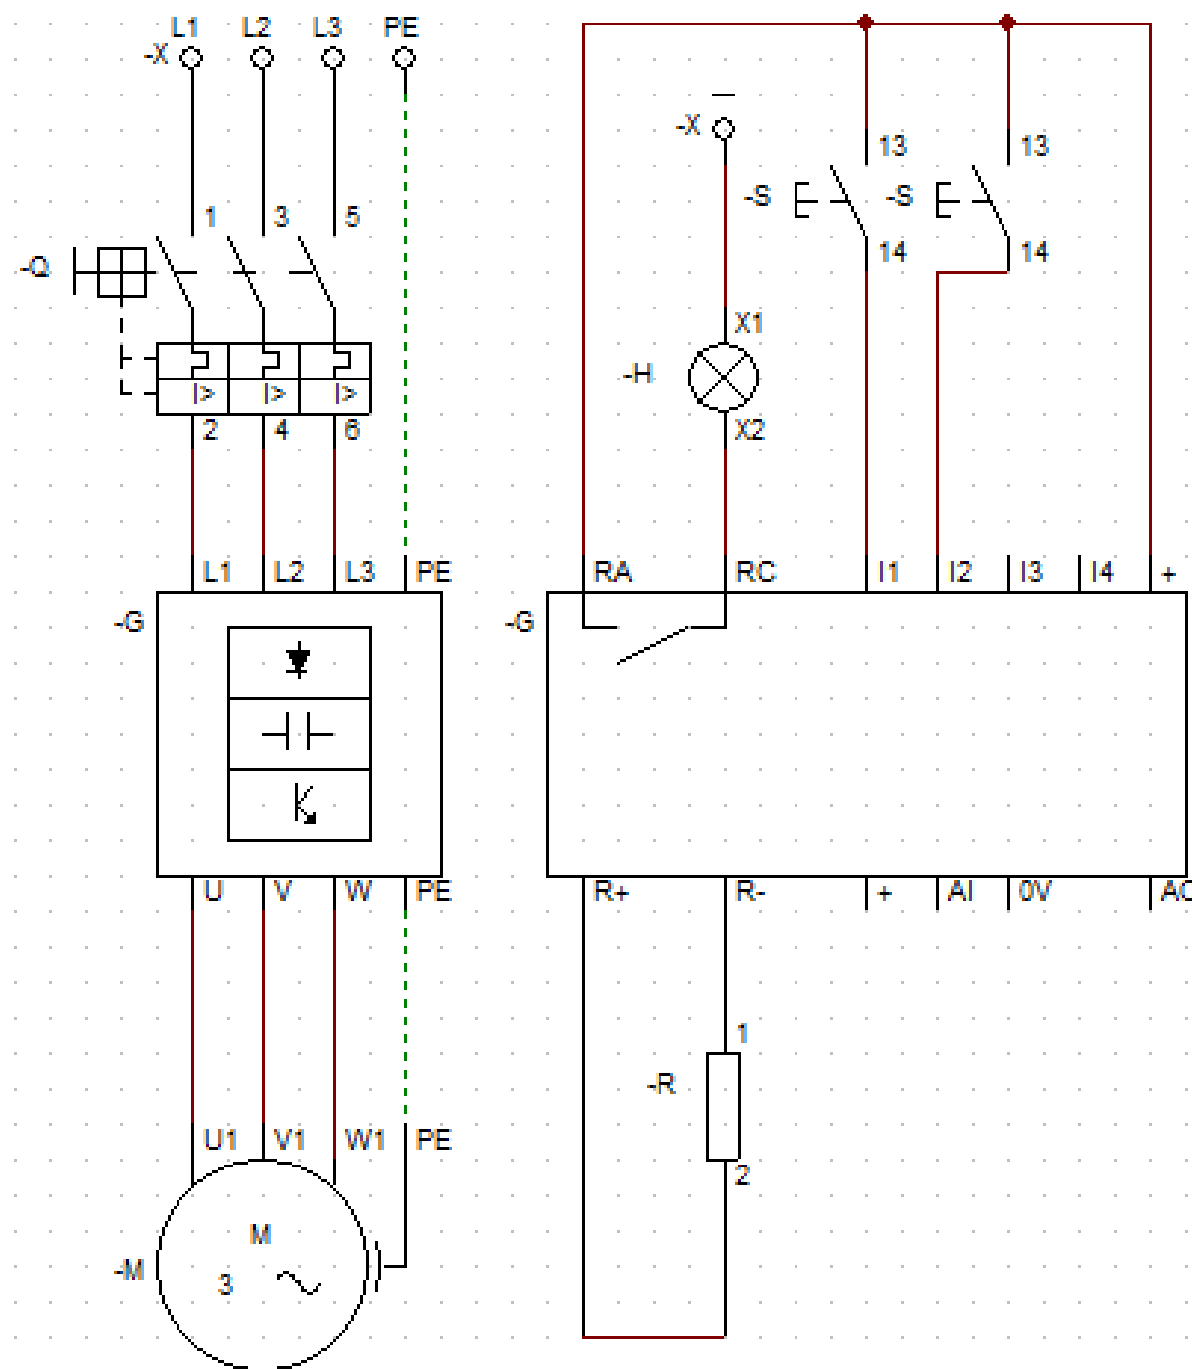 L1 L2 L3 PE
-X
-X
13 13
-S -S
1 3 5
14 14
-Q
X1
-H
I> I> I>
2 4 6 X2
L1 L2 L3 PE RA RC I1 I2 I3 I4 +
-G -G
U V W PE R+ R- + AI 0V AO
1
-R
U1 V1 W1 PE
2
M
-M
3